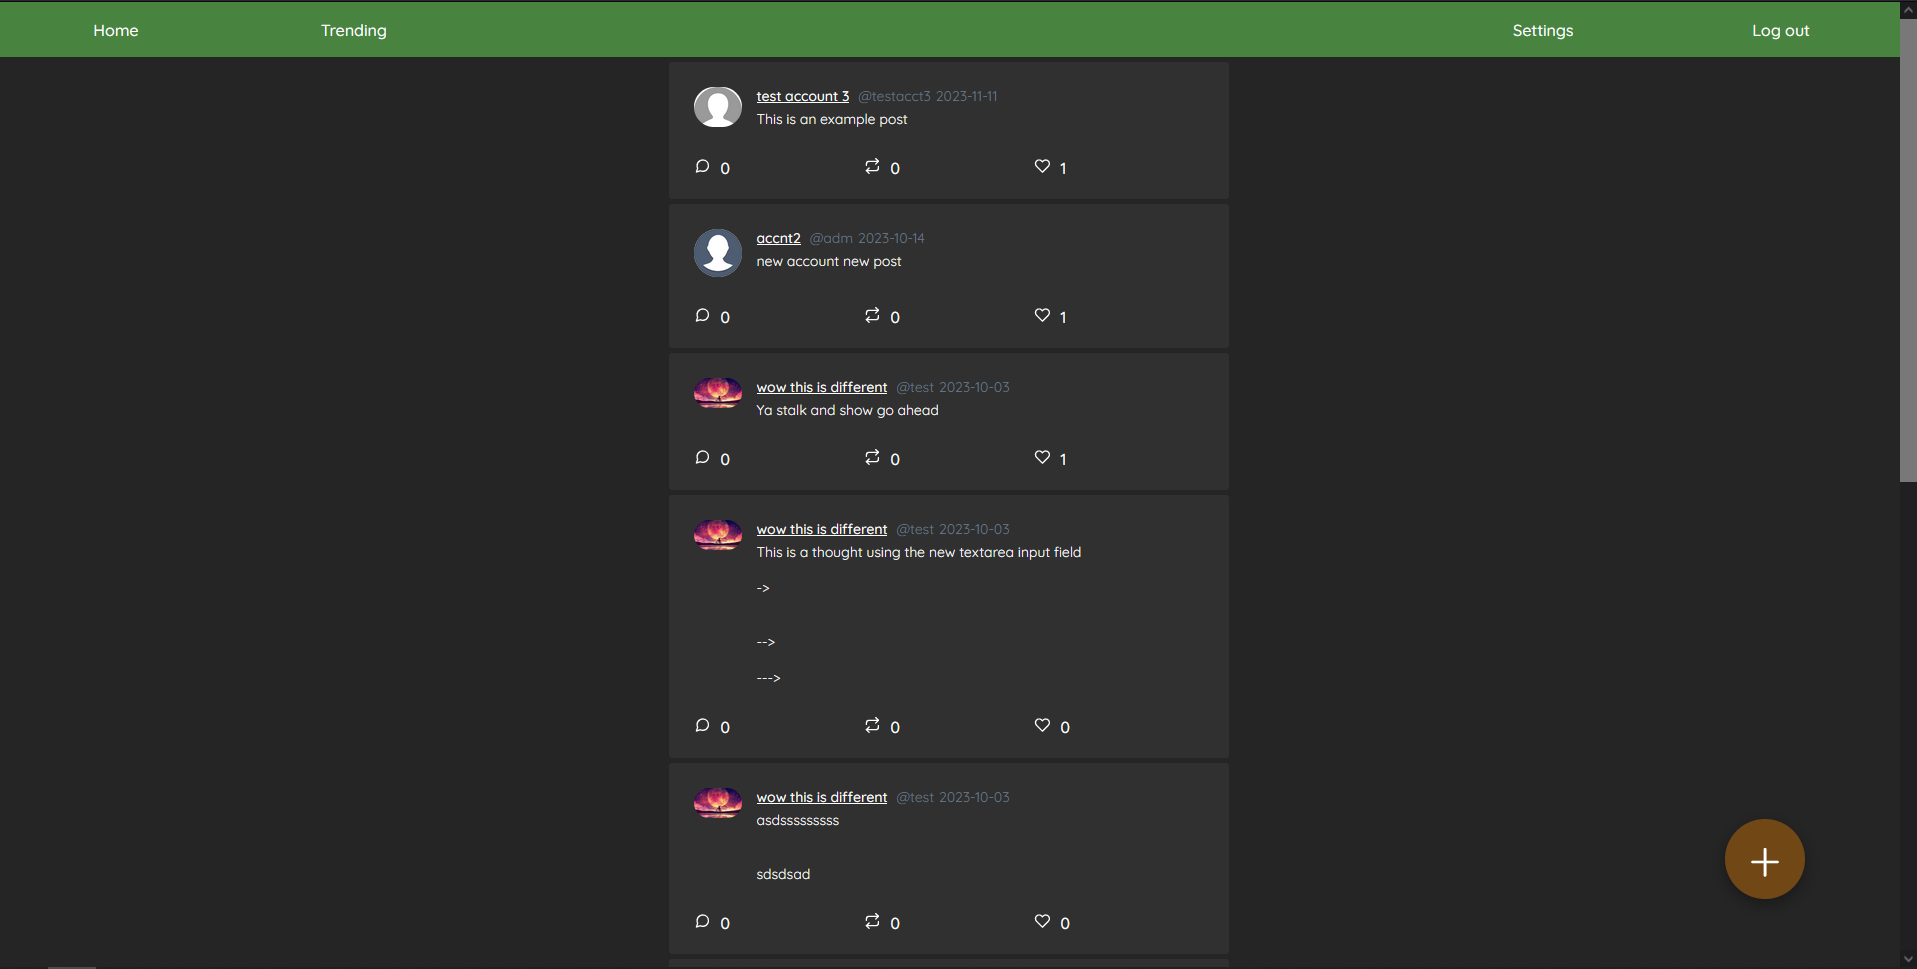 Home Trending Settings Log out
test account 3 @testacct3 2023-11-11
This is an example post
0 0 1
accnt2 @adm 2023-10-14
new account new post
0 0 1
wow this is different @test 2023-10-03
Ya stalk and show go ahead
0 0 1
wow this is different @test 2023-10-03
This is a thought using the new textarea input field
->
-->
--->
0 0 0
wow this is different @test 2023-10-03
asdsssssssss
sdsdsad
0 0 0